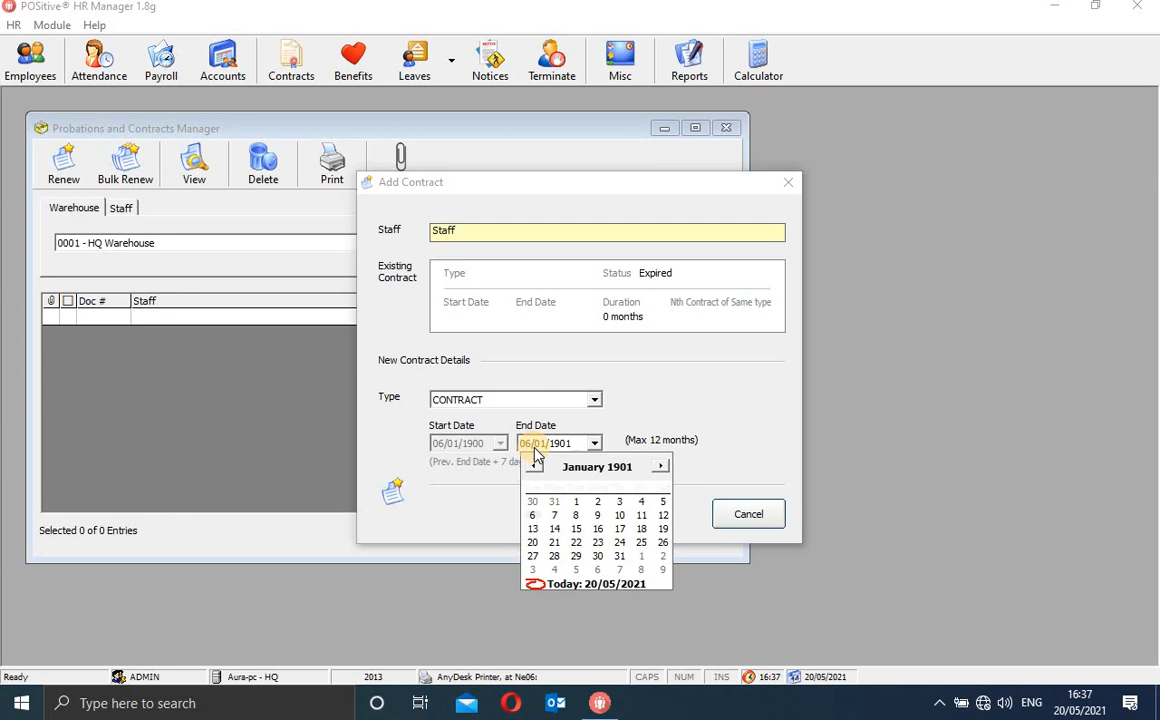 POSitive® HR Manager 1.8g
HR Module Help
Employees Attendance Payroll Accounts Contracts Benefits Leaves Notices Terminate Misc Reports Calculator
Probations and Contracts Manager
Renew Bulk Renew View Delete Print
Add Contract
Warehouse Staff
0001 - HQ Warehouse
Doc # Staff
Staff Staff
Existing Contract
Type Status Expired
Start Date End Date Duration Nth Contract of Same type
0 months
New Contract Details
Type CONTRACT
Start Date End Date
06/01/1900 06/01/1901 (Max 12 months)
(Prev. End Date + 7 da
January 1901
30 31 1 2 3 4 5
6 7 8 9 10 11 12
13 14 15 16 17 18 19
20 21 22 23 24 25 26
27 28 29 30 31 1 2
3 4 5 6 7 8 9
Today: 20/05/2021
Cancel
Selected 0 of 0 Entries
Ready ADMIN Aura-pc - HQ 2013 AnyDesk Printer, at Ne06: CAPS NUM INS 16:37 20/05/2021
Type here to search
ENG
16:37
20/05/2021